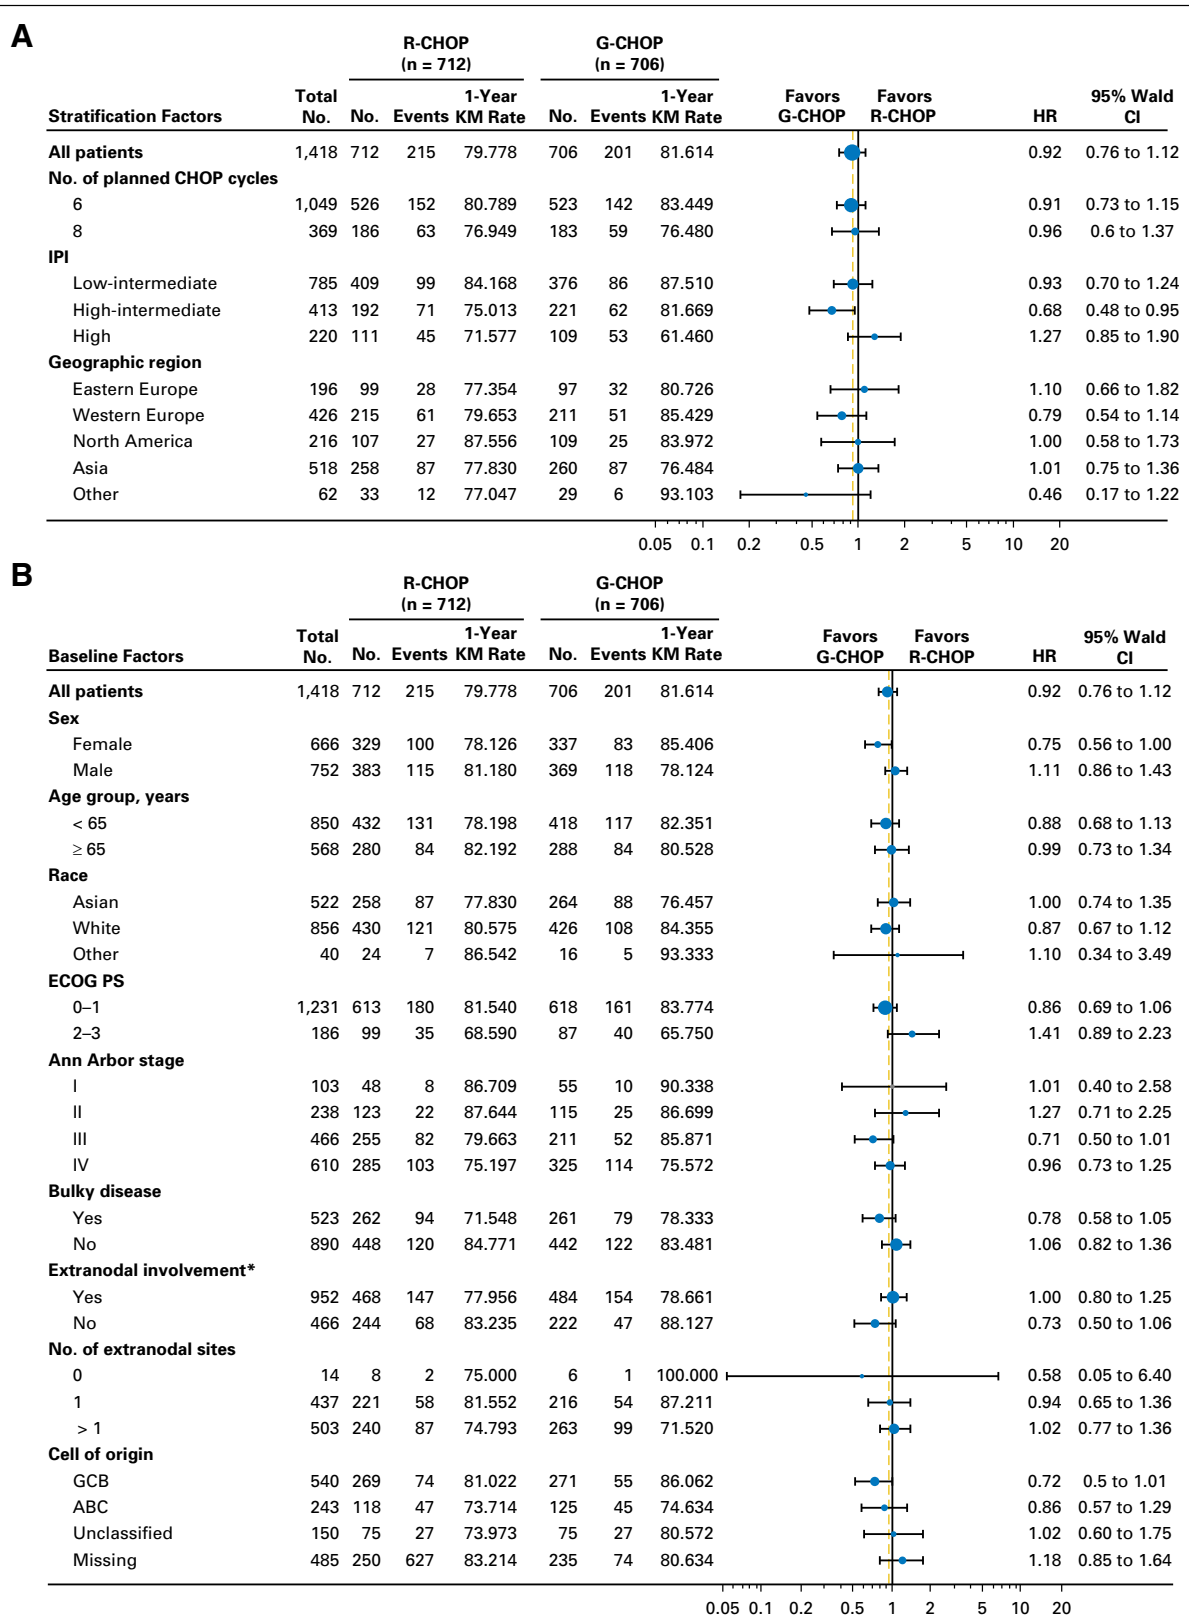 A
R-CHOP (n = 712) G-CHOP (n = 706)
Stratification Factors Total No. No. Events 1-Year KM Rate No. Events 1-Year KM Rate Favors G-CHOP Favors R-CHOP HR 95% Wald CI
All patients 1,418 712 215 79.778 706 201 81.614 0.92 0.76 to 1.12
No. of planned CHOP cycles
6 1,049 526 152 80.789 523 142 83.449 0.91 0.73 to 1.15
8 369 186 63 76.949 183 59 76.480 0.96 0.6 to 1.37
IPI
Low-intermediate 785 409 99 84.168 376 86 87.510 0.93 0.70 to 1.24
High-intermediate 413 192 71 75.013 221 62 81.669 0.68 0.48 to 0.95
High 220 111 45 71.577 109 53 61.460 1.27 0.85 to 1.90
Geographic region
Eastern Europe 196 99 28 77.354 97 32 80.726 1.10 0.66 to 1.82
Western Europe 426 215 61 79.653 211 51 85.429 0.79 0.54 to 1.14
North America 216 107 27 87.556 109 25 83.972 1.00 0.58 to 1.73
Asia 518 258 87 77.830 260 87 76.484 1.01 0.75 to 1.36
Other 62 33 12 77.047 29 6 93.103 0.46 0.17 to 1.22
0.05 0.1 0.2 0.5 1 2 5 10 20
B
R-CHOP (n = 712) G-CHOP (n = 706)
Baseline Factors Total No. No. Events 1-Year KM Rate No. Events 1-Year KM Rate Favors G-CHOP Favors R-CHOP HR 95% Wald CI
All patients 1,418 712 215 79.778 706 201 81.614 0.92 0.76 to 1.12
Sex
Female 666 329 100 78.126 337 83 85.406 0.75 0.56 to 1.00
Male 752 383 115 81.180 369 118 78.124 1.11 0.86 to 1.43
Age group, years
< 65 850 432 131 78.198 418 117 82.351 0.88 0.68 to 1.13
≥ 65 568 280 84 82.192 288 84 80.528 0.99 0.73 to 1.34
Race
Asian 522 258 87 77.830 264 88 76.457 1.00 0.74 to 1.35
White 856 430 121 80.575 426 108 84.355 0.87 0.67 to 1.12
Other 40 24 7 86.542 16 5 93.333 1.10 0.34 to 3.49
ECOG PS
0–1 1,231 613 180 81.540 618 161 83.774 0.86 0.69 to 1.06
2–3 186 99 35 68.590 87 40 65.750 1.41 0.89 to 2.23
Ann Arbor stage
I 103 48 8 86.709 55 10 90.338 1.01 0.40 to 2.58
II 238 123 22 87.644 115 25 86.699 1.27 0.71 to 2.25
III 466 255 82 79.663 211 52 85.871 0.71 0.50 to 1.01
IV 610 285 103 75.197 325 114 75.572 0.96 0.73 to 1.25
Bulky disease
Yes 523 262 94 71.548 261 79 78.333 0.78 0.58 to 1.05
No 890 448 120 84.771 442 122 83.481 1.06 0.82 to 1.36
Extranodal involvement*
Yes 952 468 147 77.956 484 154 78.661 1.00 0.80 to 1.25
No 466 244 68 83.235 222 47 88.127 0.73 0.50 to 1.06
No. of extranodal sites
0 14 8 2 75.000 6 1 100.000 0.58 0.05 to 6.40
1 437 221 58 81.552 216 54 87.211 0.94 0.65 to 1.36
> 1 503 240 87 74.793 263 99 71.520 1.02 0.77 to 1.36
Cell of origin
GCB 540 269 74 81.022 271 55 86.062 0.72 0.5 to 1.01
ABC 243 118 47 73.714 125 45 74.634 0.86 0.57 to 1.29
Unclassified 150 75 27 73.973 75 27 80.572 1.02 0.60 to 1.75
Missing 485 250 627 83.214 235 74 80.634 1.18 0.85 to 1.64
0.05 0.1 0.2 0.5 1 2 5 10 20